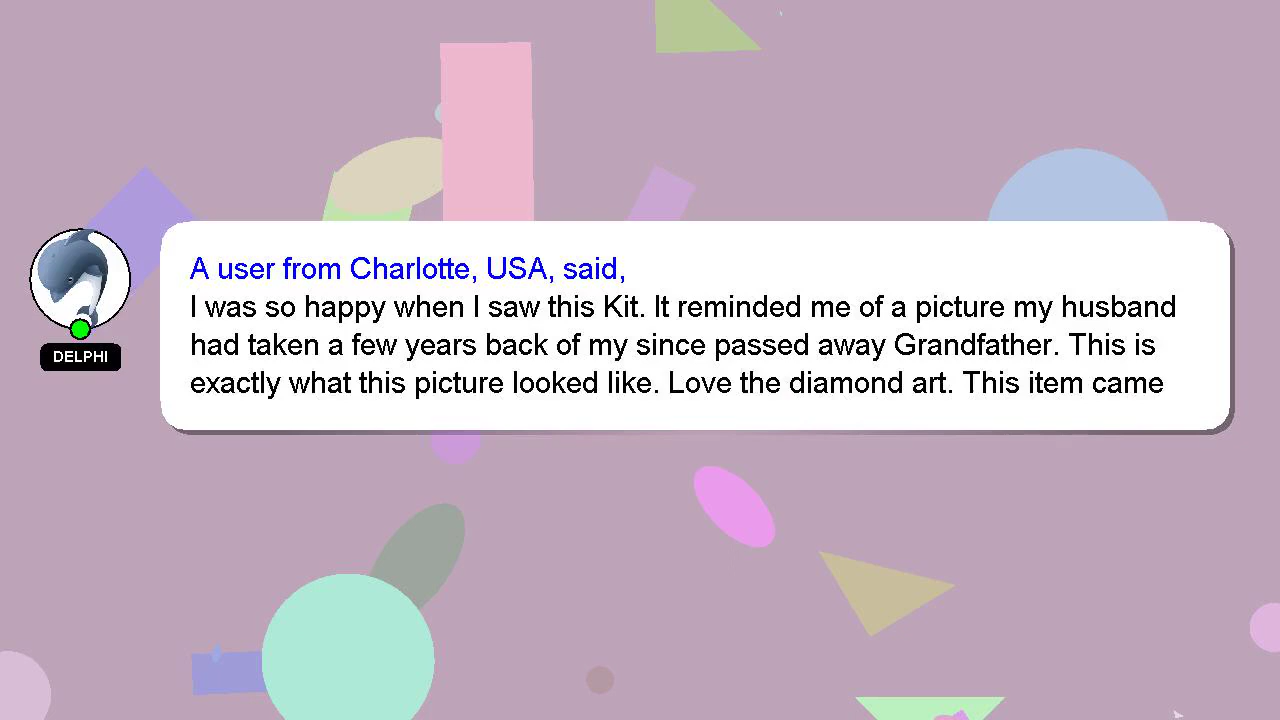 A user from Charlotte, USA, said,
I was so happy when I saw this Kit. It reminded me of a picture my husband
had taken a few years back of my since passed away Grandfather. This is
exactly what this picture looked like. Love the diamond art. This item came
DELPHI